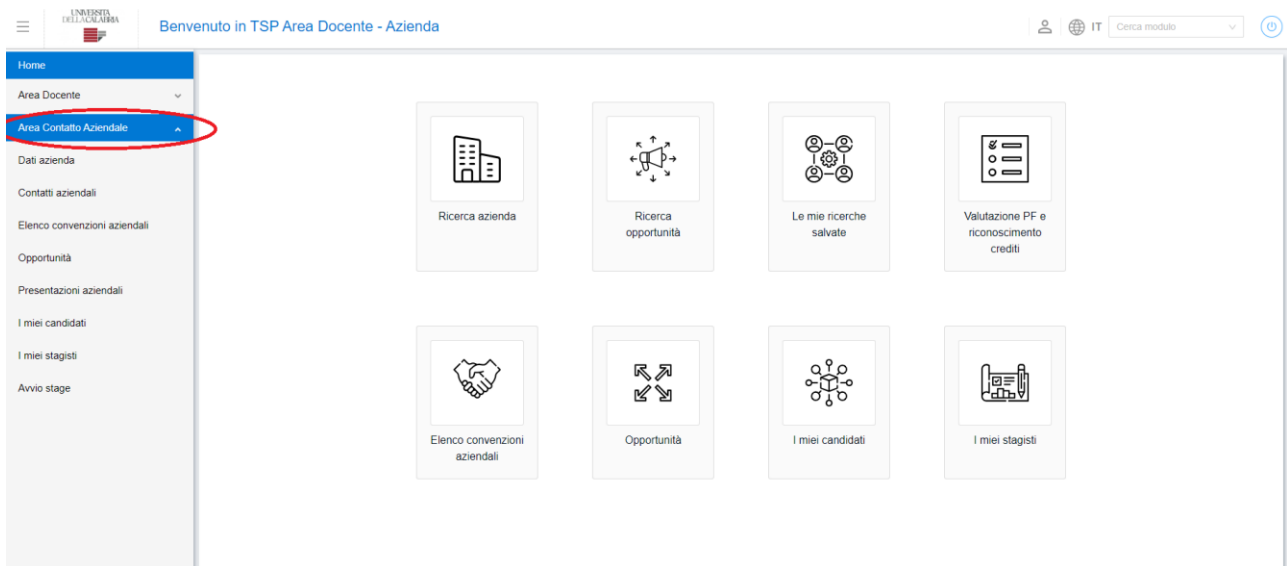 UNIVERSITÀ
DELLA CALABRIA
Benvenuto in TSP Area Docente - Azienda
IT
Cerca modulo
Home
Area Docente
Area Contatto Aziendale
Dati azienda
Contatti aziendali
Elenco convenzioni aziendali
Opportunità
Presentazioni aziendali
I miei candidati
I miei stagisti
Avvio stage
Ricerca azienda
Ricerca
opportunità
Le mie ricerche
salvate
Valutazione PF e
riconoscimento
crediti
Elenco convenzioni
aziendali
Opportunità
I miei candidati
I miei stagisti